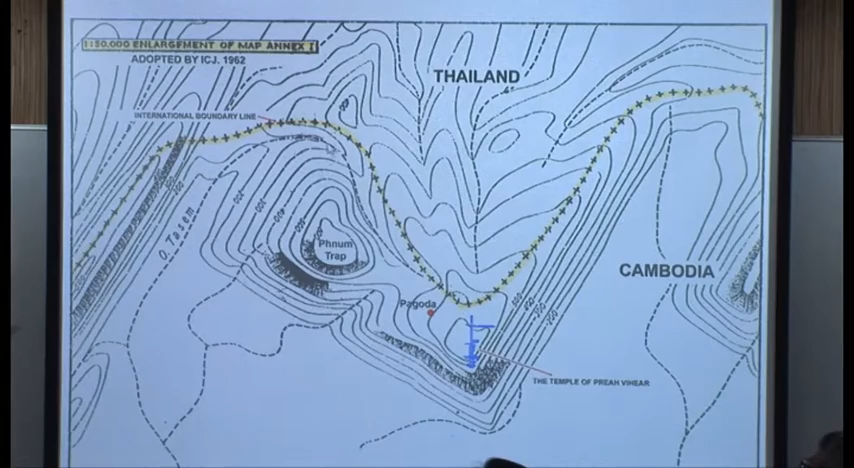 1:50,000 ENLARGEMENT OF MAP ANNEX I
ADOPTED BY ICJ. 1962
THAILAND
INTERNATIONAL BOUNDARY LINE
O. Tasem
Phnum
Trap
CAMBODIA
Pagoda
THE TEMPLE OF PREAH VIHEAR